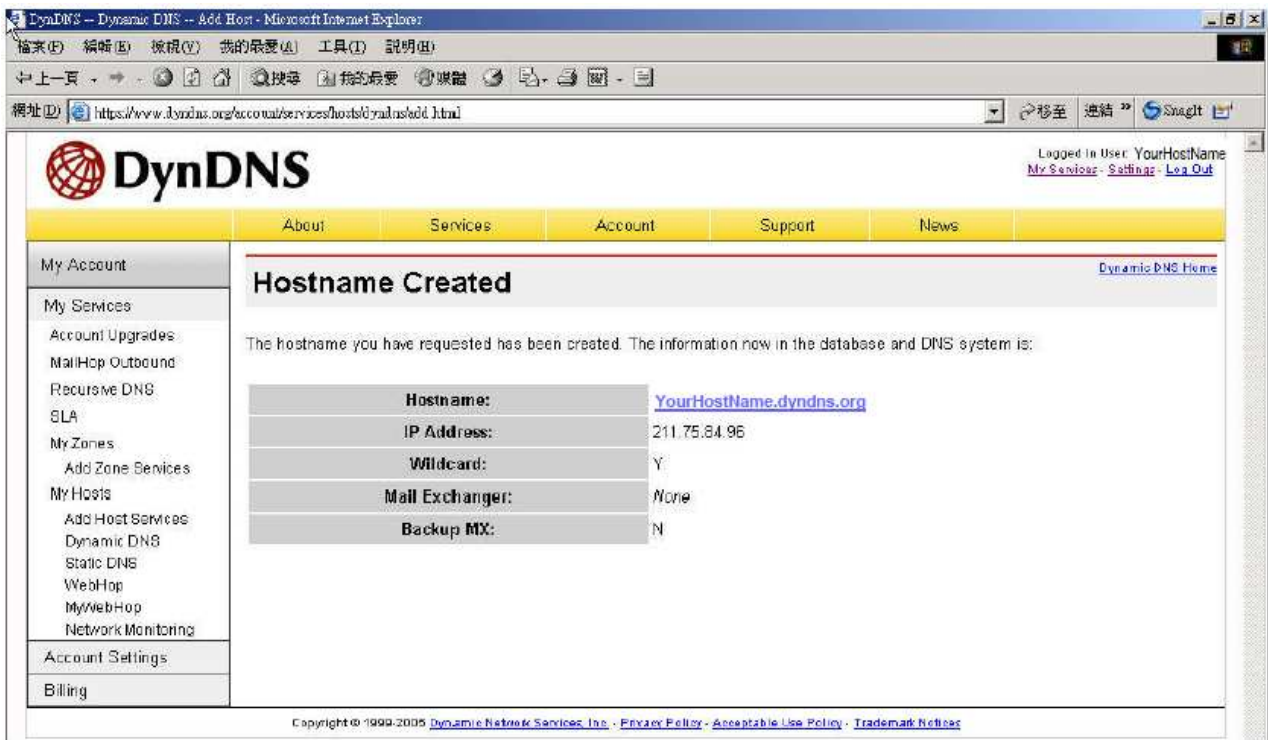 DynDNS -- Dynamic DNS -- Add Host - Microsoft Internet Explorer
檔案(F) 編輯(E) 檢視(V) 我的最愛(A) 工具(T) 說明(H)
上一頁 搜尋 我的最愛 媒體
網址(D) https://www.dyndns.org/account/services/hosts/dyndns/add.html 移至 連結 » SnagIt
DynDNS
Logged In User: YourHostName
My Services - Settings - Log Out
About Services Account Support News
My Account
My Services
Account Upgrades
MailHop Outbound
Recursive DNS
SLA
My Zones
Add Zone Services
My Hosts
Add Host Services
Dynamic DNS
Static DNS
WebHop
MyWebHop
Network Monitoring
Account Settings
Billing
Hostname Created
Dynamic DNS Home
The hostname you have requested has been created. The information now in the database and DNS system is:
Hostname: YourHostName.dyndns.org
IP Address: 211.75.84.96
Wildcard: Y
Mail Exchanger: None
Backup MX: N
Copyright © 1999-2005 Dynamic Network Services, Inc. - Privacy Policy - Acceptable Use Policy - Trademark Notices